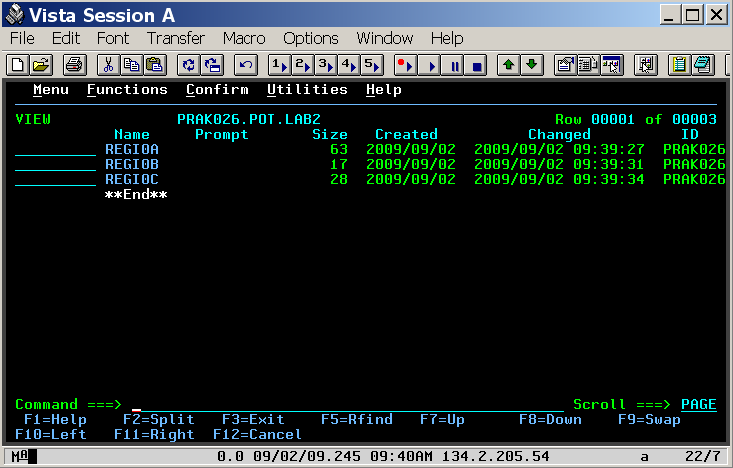 Vista Session A
File Edit Font Transfer Macro Options Window Help
1 2 3 4 5
Menu Functions Confirm Utilities Help
VIEW PRAK026.POT.LAB2 Row 00001 of 00003
Name Prompt Size Created Changed ID
REGI0A 63 2009/09/02 2009/09/02 09:39:27 PRAK026
REGI0B 17 2009/09/02 2009/09/02 09:39:31 PRAK026
REGI0C 28 2009/09/02 2009/09/02 09:39:34 PRAK026
**End**
Command ===> Scroll ===> PAGE
F1=Help F2=Split F3=Exit F5=Rfind F7=Up F8=Down F9=Swap
F10=Left F11=Right F12=Cancel
MA 0.0 09/02/09.245 09:40AM 134.2.205.54 a 22/7